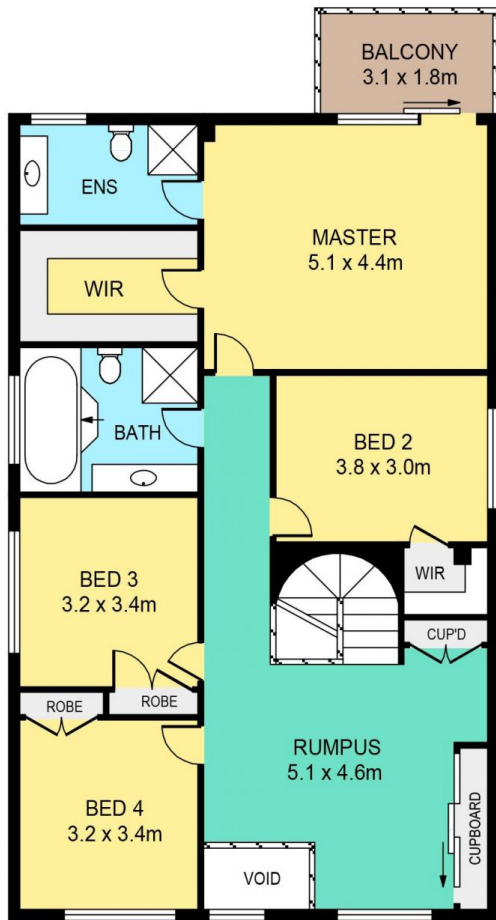 BALCONY
3.1 x 1.8m
ENS
MASTER
5.1 x 4.4m
WIR
BATH
BED 2
3.8 x 3.0m
WIR
BED 3
3.2 x 3.4m
CUP'D
ROBE
ROBE
RUMPUS
5.1 x 4.6m
BED 4
3.2 x 3.4m
CUPBOARD
VOID